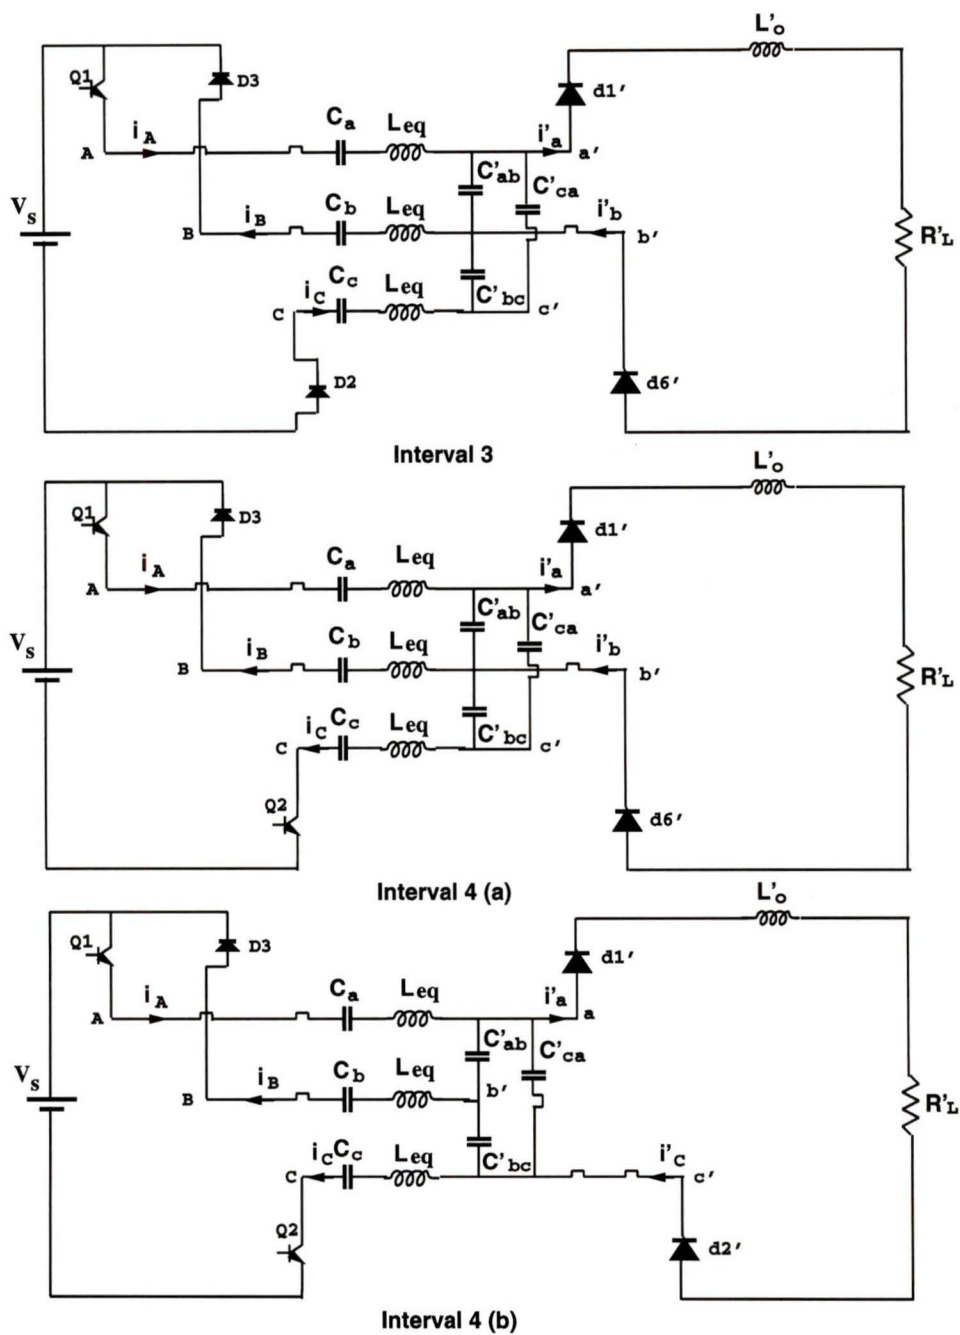 L'o
Q1 D3 d1'
iA Ca Leq i'a
A a'
C'ab C'ca
Vs
iB Cb Leq i'b
B b' R'L
iC Cc Leq C'bc
C c'
D2 d6'
Interval 3
L'o
Q1 D3 d1'
iA Ca Leq i'a
A a'
C'ab C'ca
Vs
iB Cb Leq i'b
B b' R'L
iC Cc Leq C'bc
C c'
Q2 d6'
Interval 4 (a)
L'o
Q1 D3 d1'
iA Ca Leq i'a
A a
C'ab C'ca
Vs
iB Cb Leq b'
B R'L
iC Cc Leq C'bc i'C
C c'
Q2 d2'
Interval 4 (b)